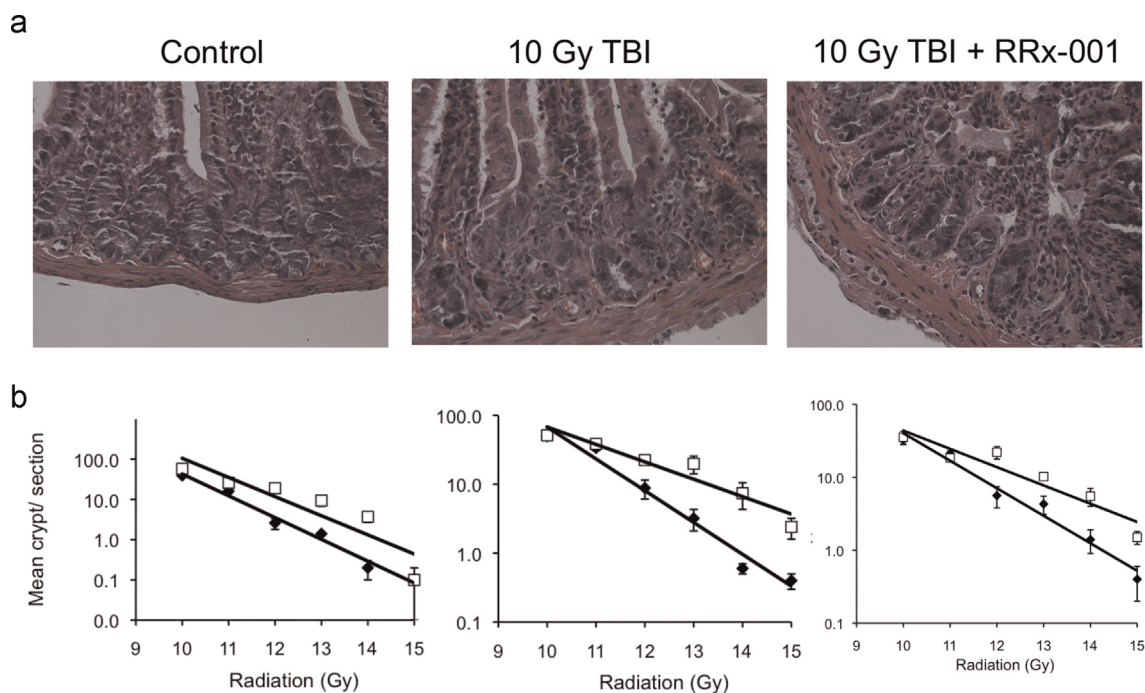 a
Control
10 Gy TBI
10 Gy TBI + RRx-001
b
Mean crypt/ section
100.0
10.0
1.0
0.1
0.0
9 10 11 12 13 14 15
Radiation (Gy)
100.0
10.0
1.0
0.1
9 10 11 12 13 14 15
Radiation (Gy)
100.0
10.0
1.0
0.1
9 10 11 12 13 14 15
Radiation (Gy)